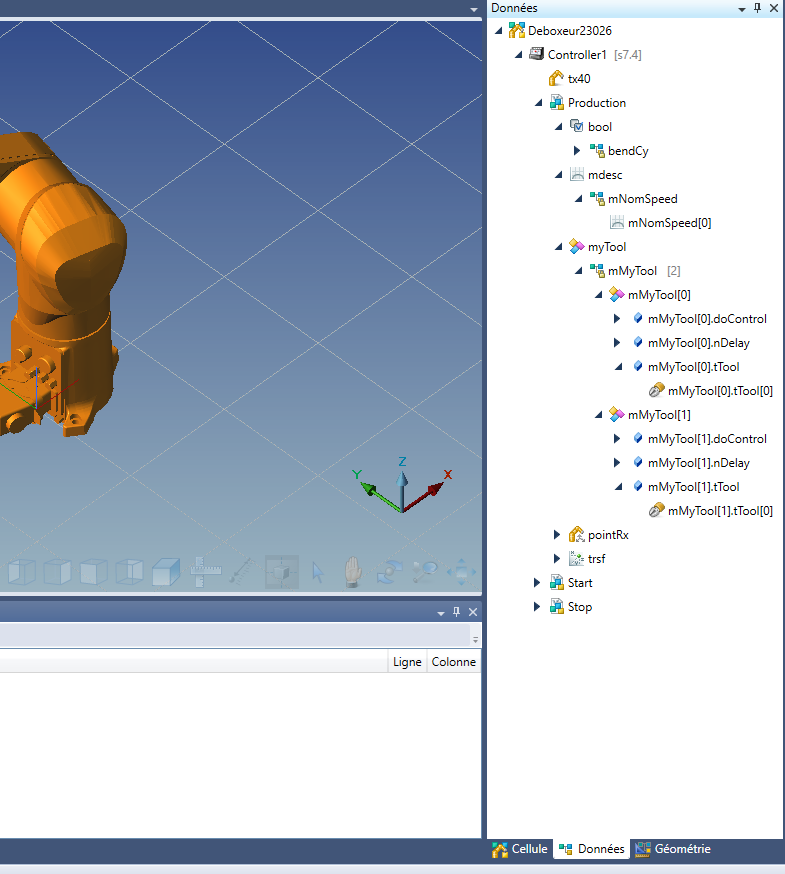 Données
Deboxeur23026
Controller1 [s7.4]
tx40
Production
bool
bendCy
mdesc
mNomSpeed
mNomSpeed[0]
myTool
mMyTool [2]
mMyTool[0]
mMyTool[0].doControl
mMyTool[0].nDelay
mMyTool[0].tTool
mMyTool[0].tTool[0]
mMyTool[1]
mMyTool[1].doControl
mMyTool[1].nDelay
mMyTool[1].tTool
mMyTool[1].tTool[0]
pointRx
trsf
Start
Stop
Y Z X
Ligne Colonne
Cellule Données Géométrie